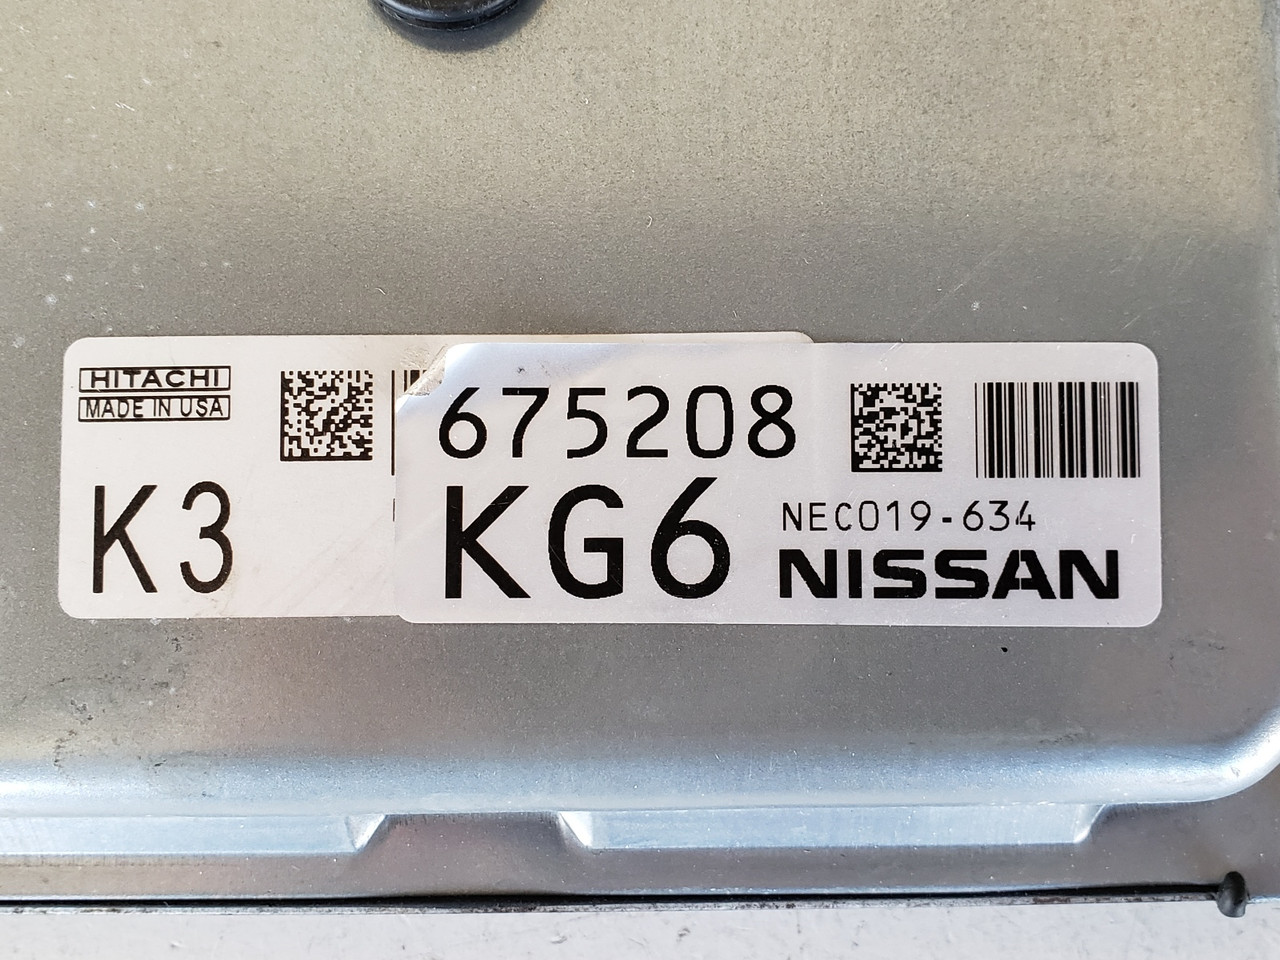 HITACHI
MADE IN USA
K3
675208
KG6
NEC019-634
NISSAN